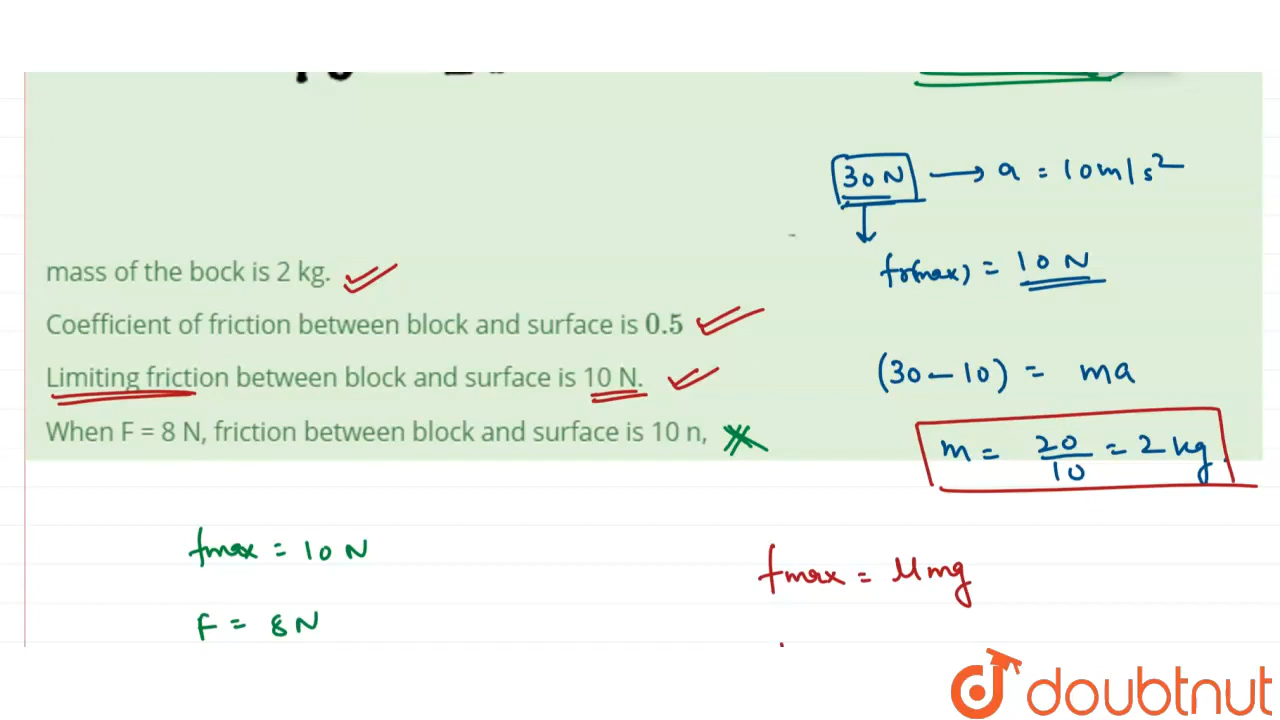 30 N → a = 10 m/s²
fr(max) = 10 N
mass of the bock is 2 kg.
Coefficient of friction between block and surface is 0.5
Limiting friction between block and surface is 10 N.
(30 - 10) = ma
When F = 8 N, friction between block and surface is 10 n,
m = 20/10 = 2 kg.
fmax = 10 N
fmax = μmg
F = 8 N
doubtnut